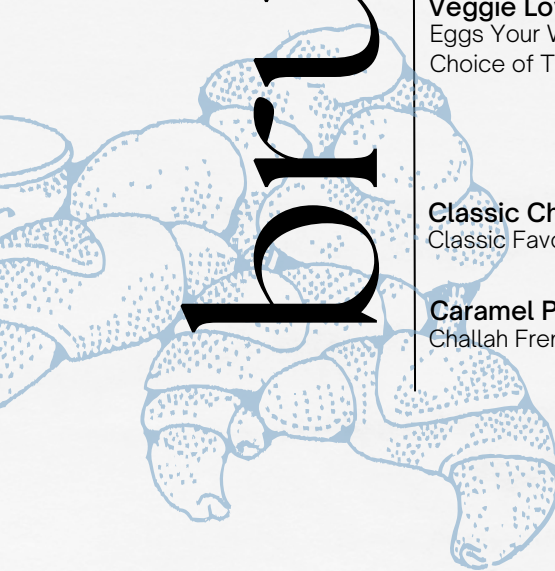 bru
Veggie Lo
Eggs Your
Choice of T
Classic Ch
Classic Favo
Caramel P
Challah Fren